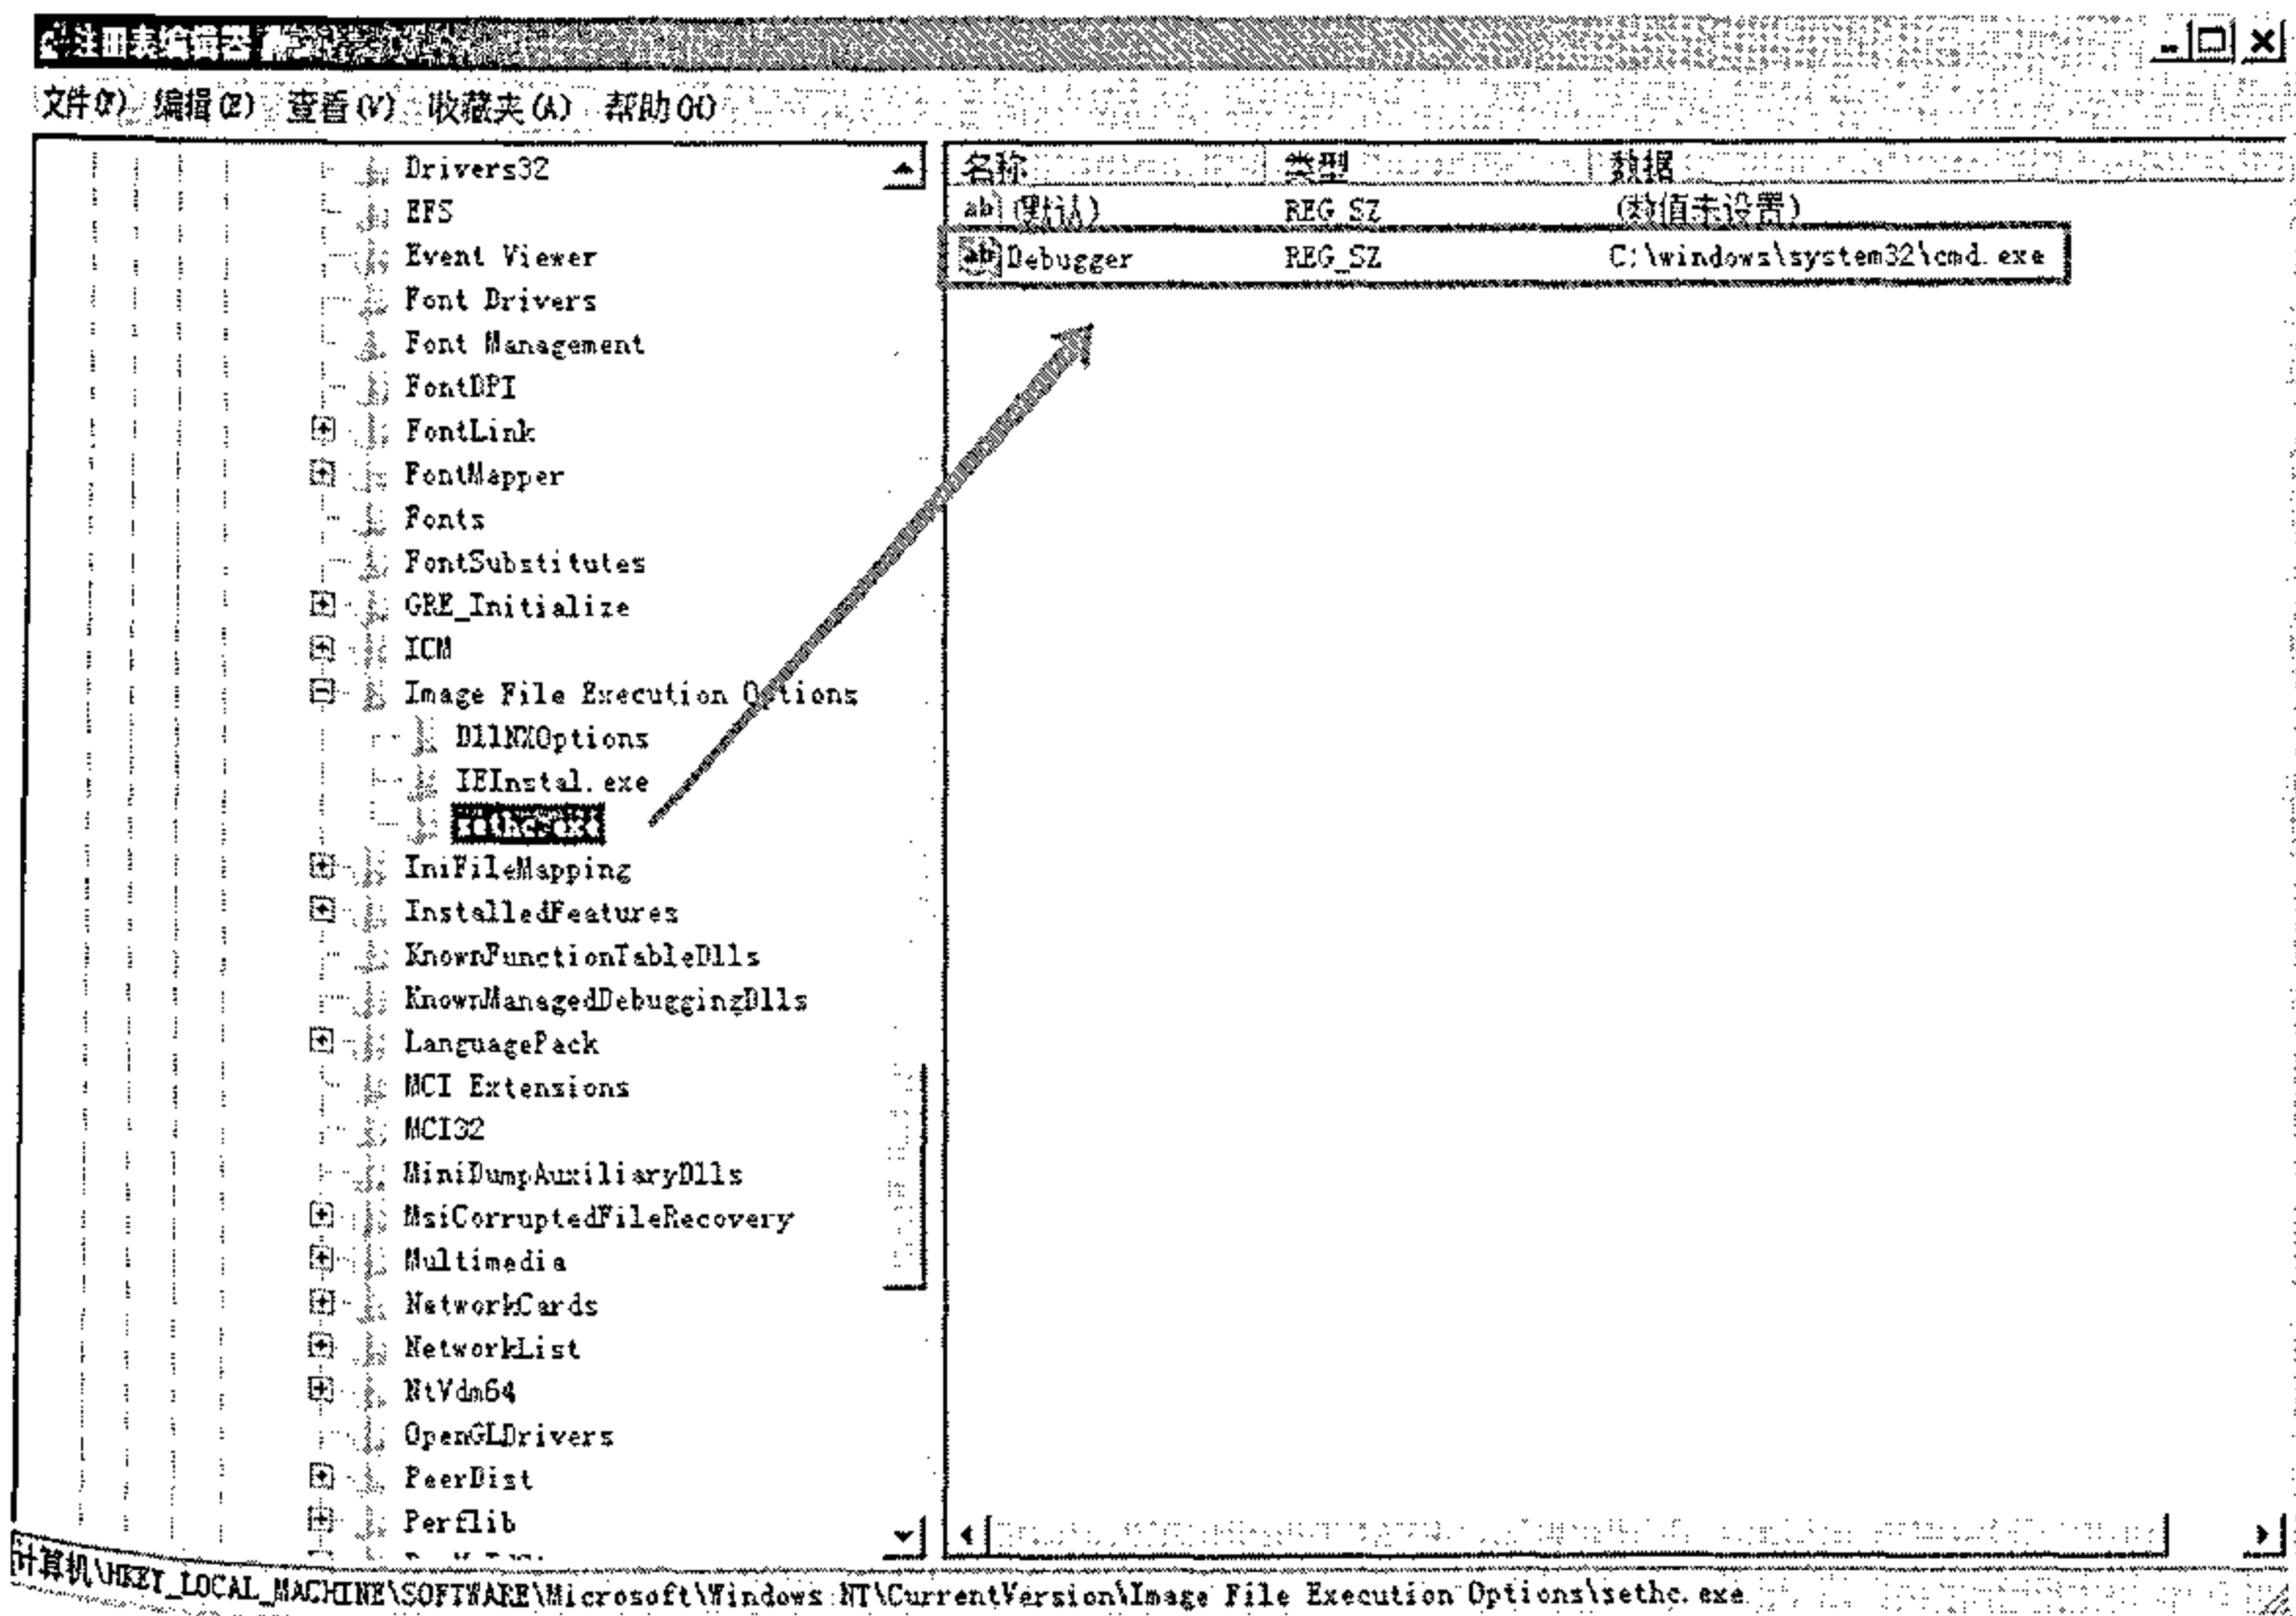 注册表编辑器
文件(F) 编辑(E) 查看(V) 收藏夹(A) 帮助(H)
Drivers32
EFS
Event Viewer
Font Drivers
Font Management
FontDPI
FontLink
FontMapper
Fonts
FontSubstitutes
GRE_Initialize
ICM
Image File Execution Options
DllNXOptions
IEInstal.exe
sethc.exe
IniFileMapping
InstalledFeatures
KnownFunctionTableDlls
KnownManagedDebuggingDlls
LanguagePack
MCI Extensions
MCI32
MiniDumpAuxiliaryDlls
MsiCorruptedFileRecovery
Multimedia
NetworkCards
NetworkList
NtVdm64
OpenGLDrivers
PeerDist
Perflib
名称 类型 数据
ab (默认) REG_SZ (数值未设置)
ab Debugger REG_SZ C:\windows\system32\cmd.exe
计算机\HKEY_LOCAL_MACHINE\SOFTWARE\Microsoft\Windows NT\CurrentVersion\Image File Execution Options\sethc.exe